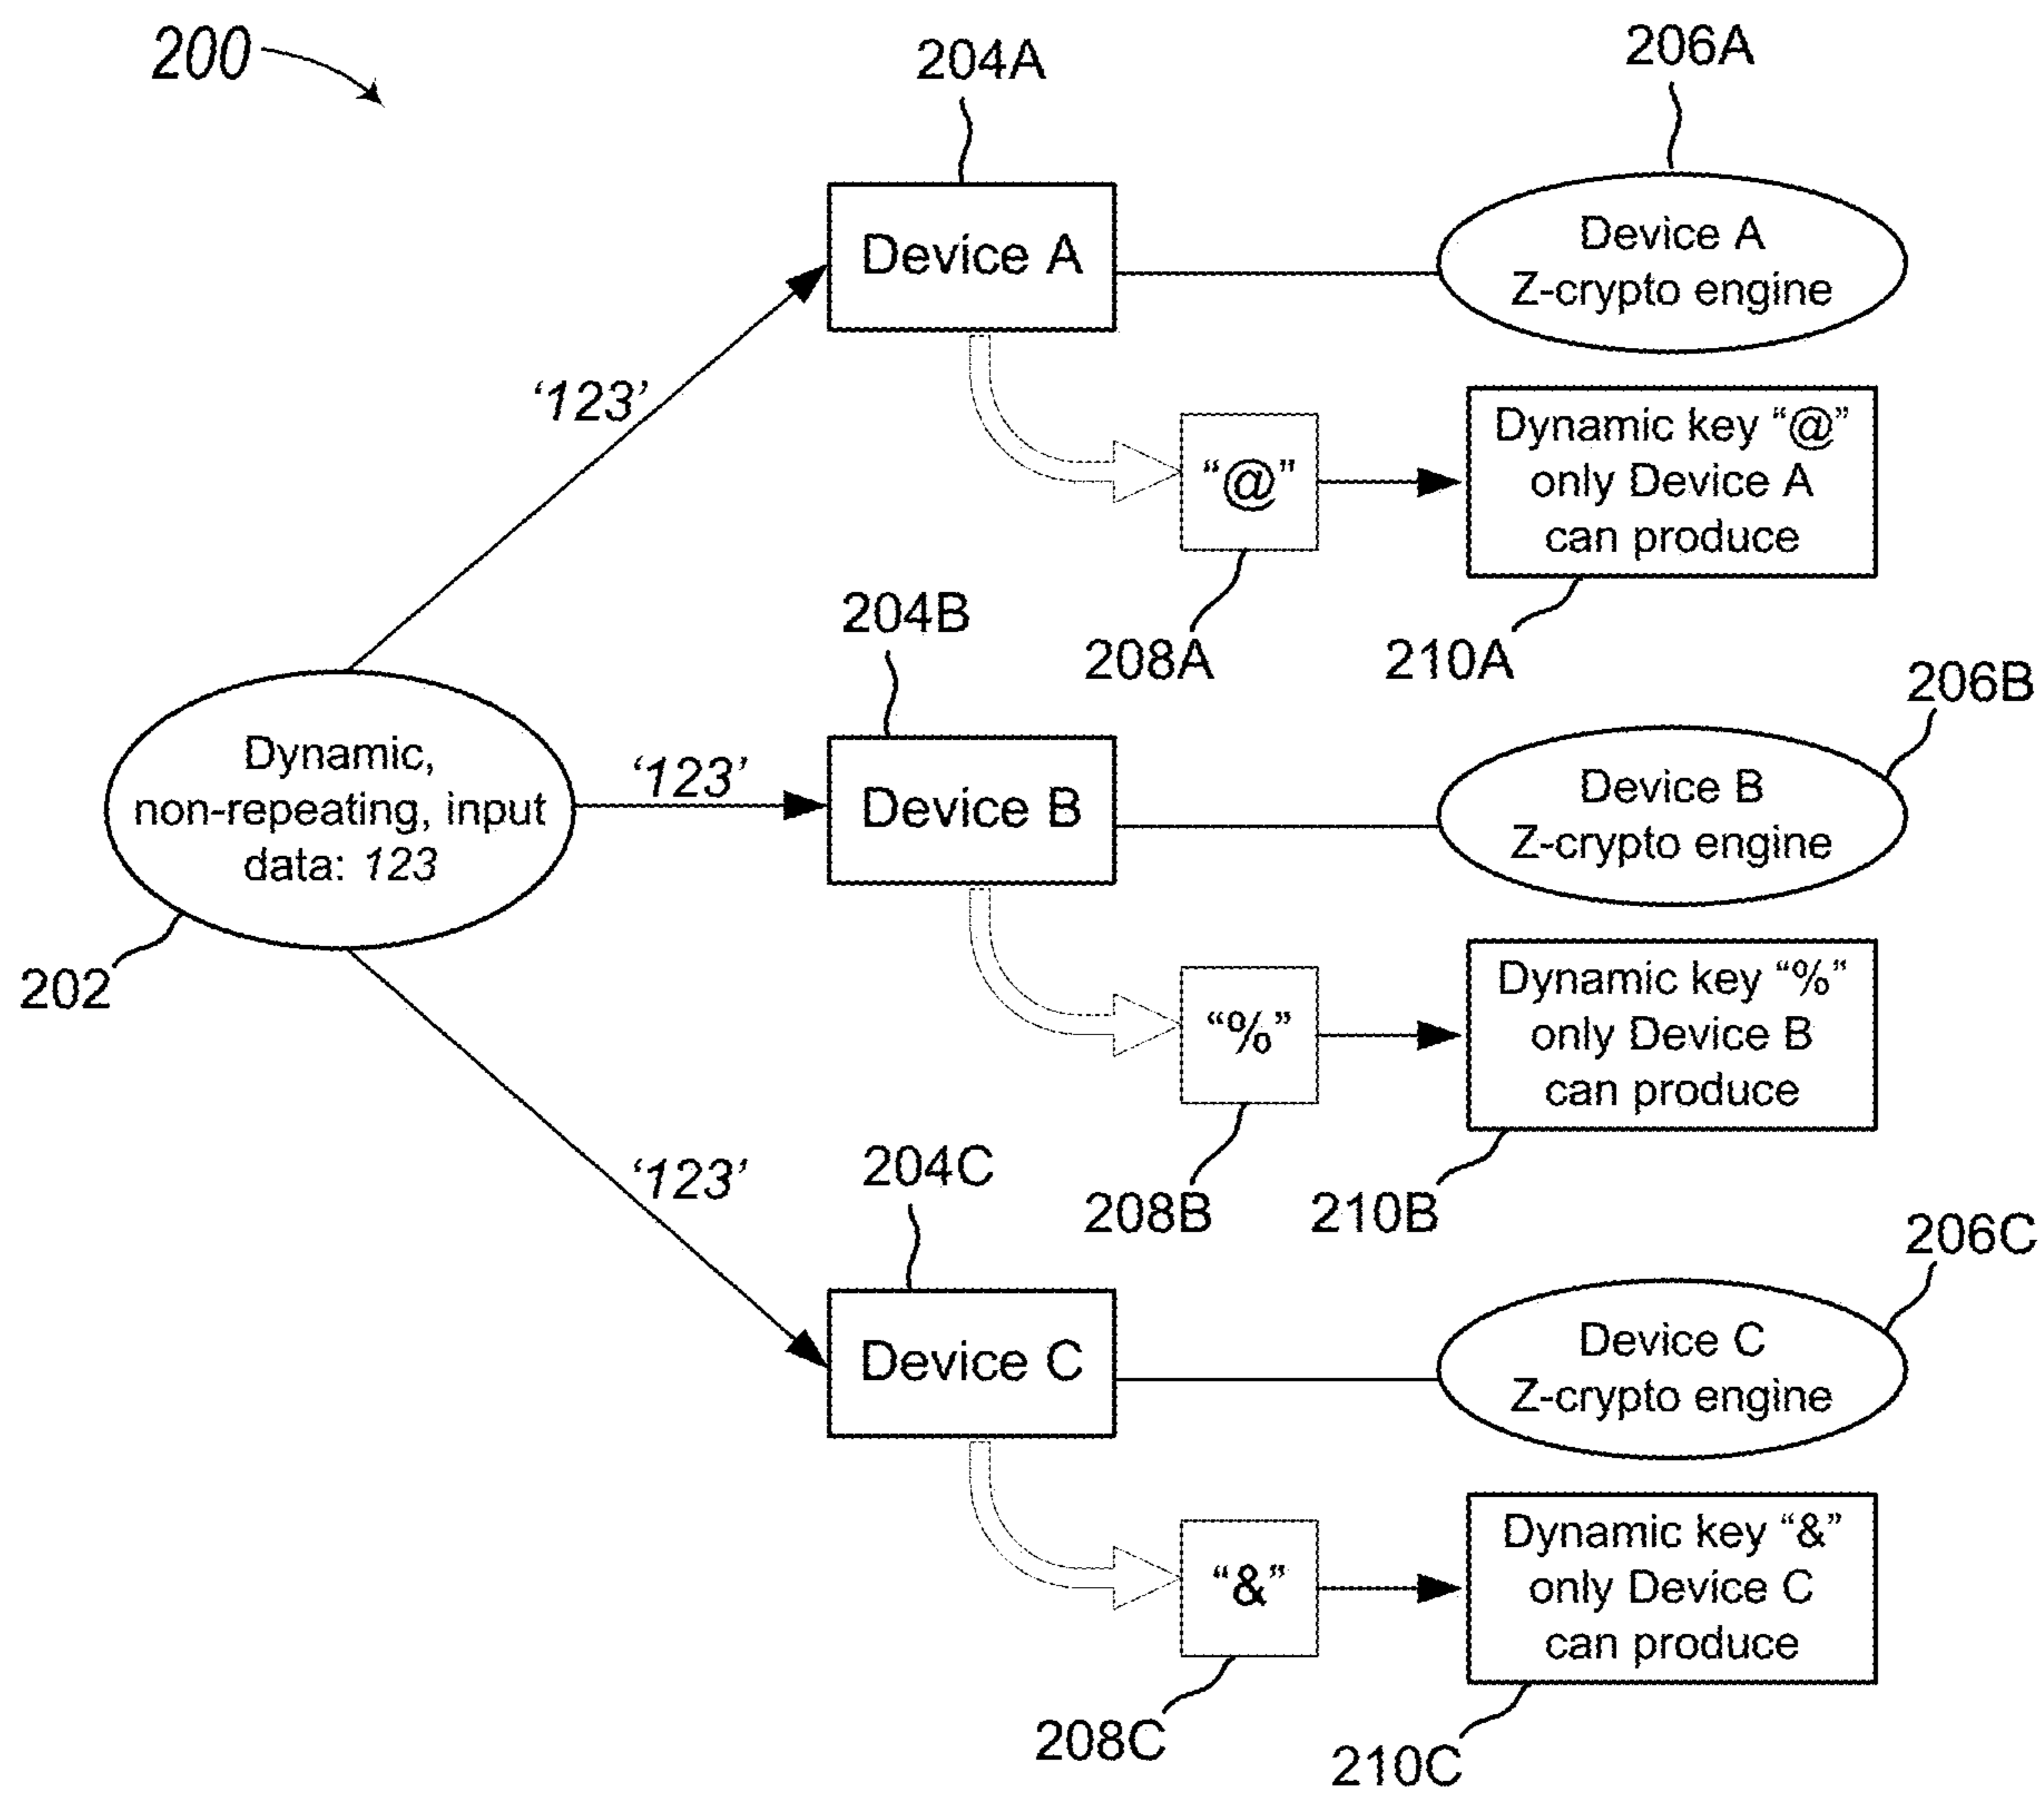 200
204A
206A
Device A
Device A
Z-crypto engine
‘123’
“@”
Dynamic key “@”
only Device A
can produce
208A
210A
204B
206B
Dynamic,
non-repeating, input
data: 123
202
‘123’
Device B
Device B
Z-crypto engine
“%”
Dynamic key “%”
only Device B
can produce
208B
210B
204C
206C
‘123’
Device C
Device C
Z-crypto engine
“&”
Dynamic key “&”
only Device C
can produce
208C
210C